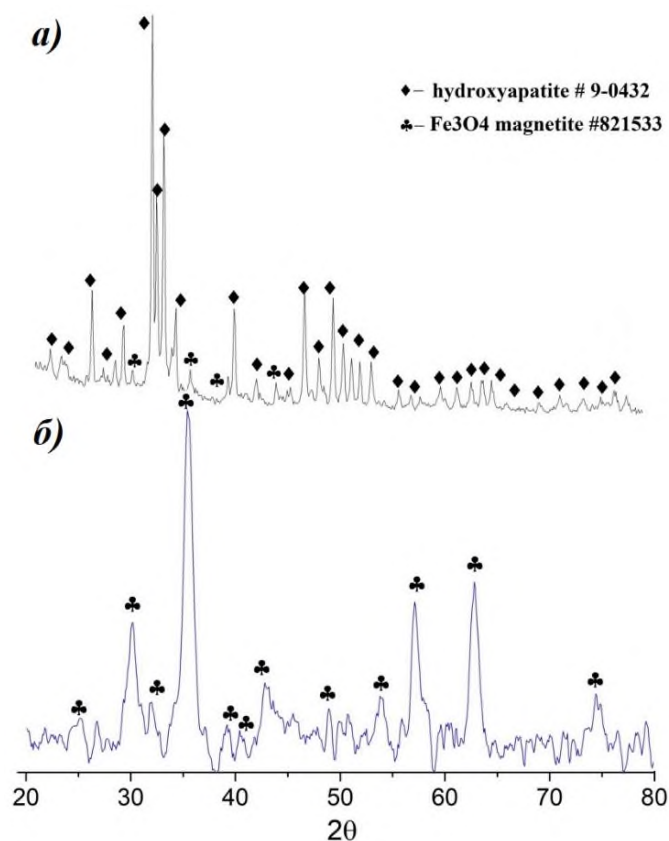 а)
♦– hydroxyapatite # 9-0432
♣– Fe3O4 magnetite #821533
б)
20 30 40 50 60 70 80
2θ